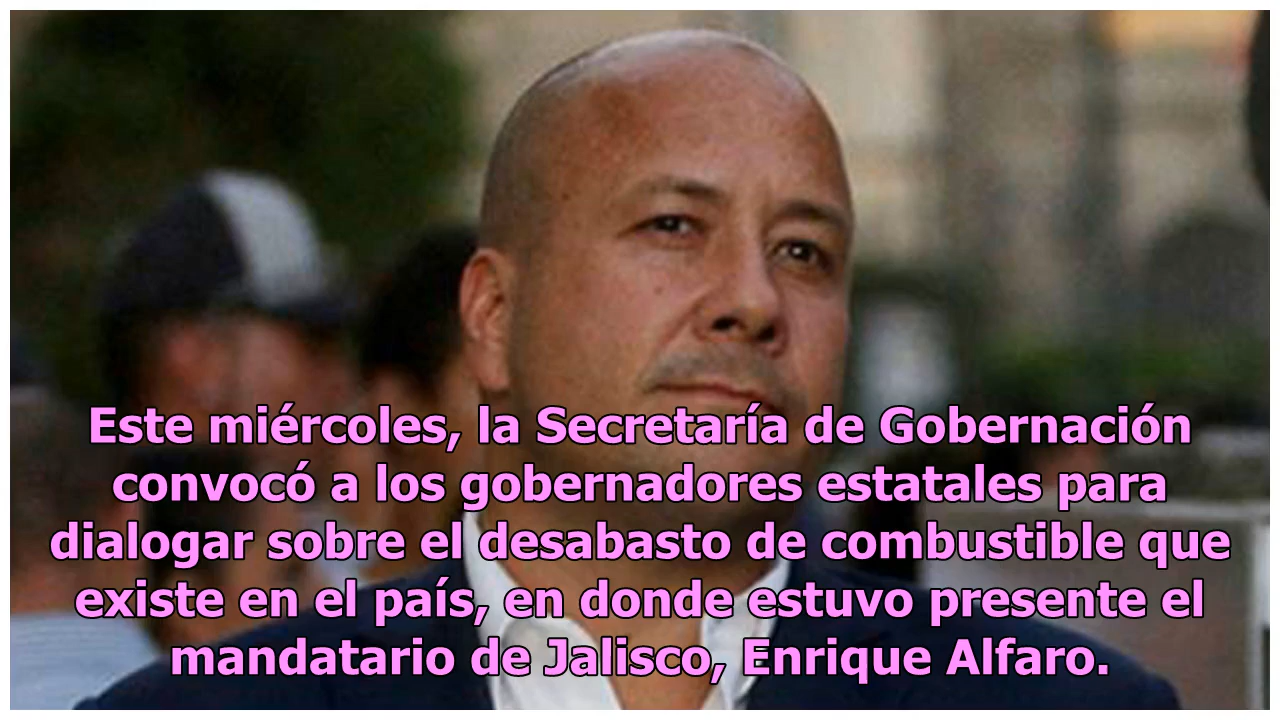 Este miércoles, la Secretaría de Gobernación
convocó a los gobernadores estatales para
dialogar sobre el desabasto de combustible que
existe en el país, en donde estuvo presente el
mandatario de Jalisco, Enrique Alfaro.